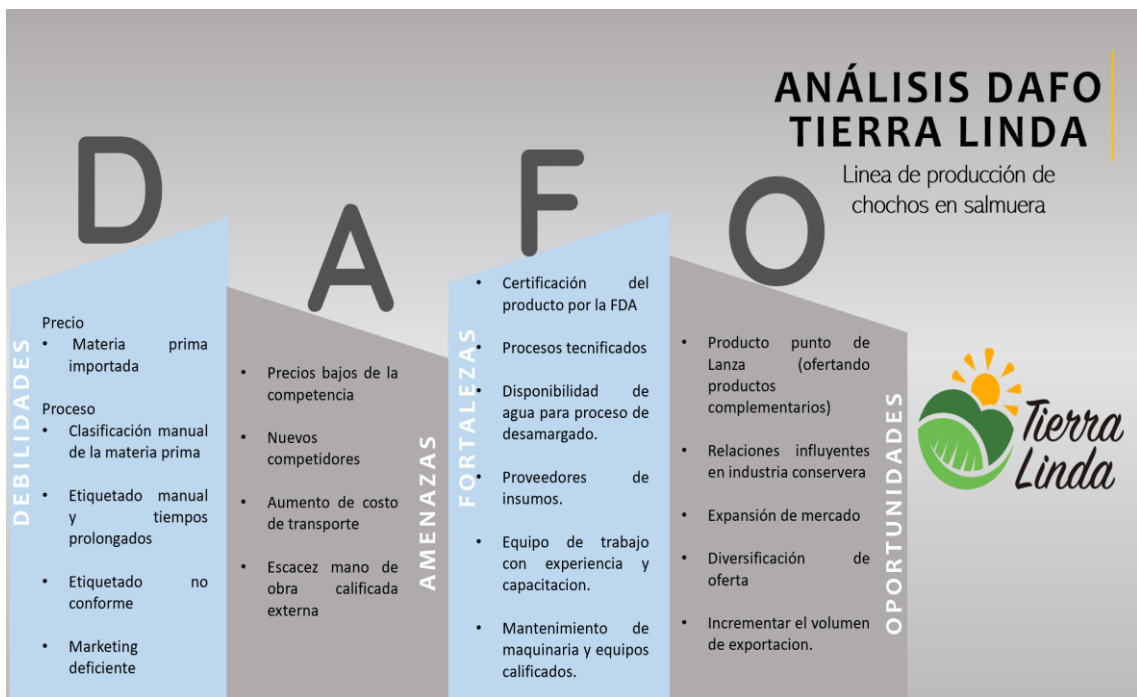 ANÁLISIS DAFO
TIERRA LINDA
Linea de producción de
chochos en salmuera
D
DEBILIDADES
Precio
• Materia prima
importada
Proceso
• Clasificación manual
de la materia prima
• Etiquetado manual
y tiempos
prolongados
• Etiquetado no
conforme
• Marketing
deficiente
A
AMENAZAS
• Precios bajos de la
competencia
• Nuevos
competidores
• Aumento de costo
de transporte
• Escacez mano de
obra calificada
externa
F
FORTALEZAS
• Certificación del
producto por la FDA
• Procesos tecnificados
• Disponibilidad de
agua para proceso de
desamargado.
• Proveedores de
insumos.
• Equipo de trabajo
con experiencia y
capacitacion.
• Mantenimiento de
maquinaria y equipos
calificados.
O
OPORTUNIDADES
• Producto punto de
Lanza (ofertando
productos
complementarios)
• Relaciones influyentes
en industria conservera
• Expansión de mercado
• Diversificación de
oferta
• Incrementar el volumen
de exportacion.
Tierra
Linda